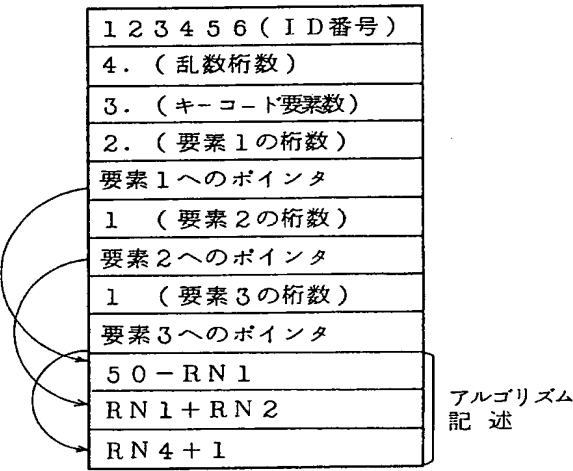 123456(ID番号)
4. (乱数桁数)
3. (キーコード要素数)
2. (要素1の桁数)
要素1へのポインタ
1 (要素2の桁数)
要素2へのポインタ
1 (要素3の桁数)
要素3へのポインタ
50-RN1
RN1+RN2
RN4+1
アルゴリズム
記述